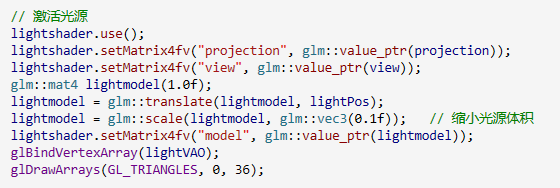 // 激活光源
lightshader.use();
lightshader.setMatrix4fv("projection", glm::value_ptr(projection));
lightshader.setMatrix4fv("view", glm::value_ptr(view));
glm::mat4 lightmodel(1.0f);
lightmodel = glm::translate(lightmodel, lightPos);
lightmodel = glm::scale(lightmodel, glm::vec3(0.1f));   // 缩小光源体积
lightshader.setMatrix4fv("model", glm::value_ptr(lightmodel));
glBindVertexArray(lightVAO);
glDrawArrays(GL_TRIANGLES, 0, 36);